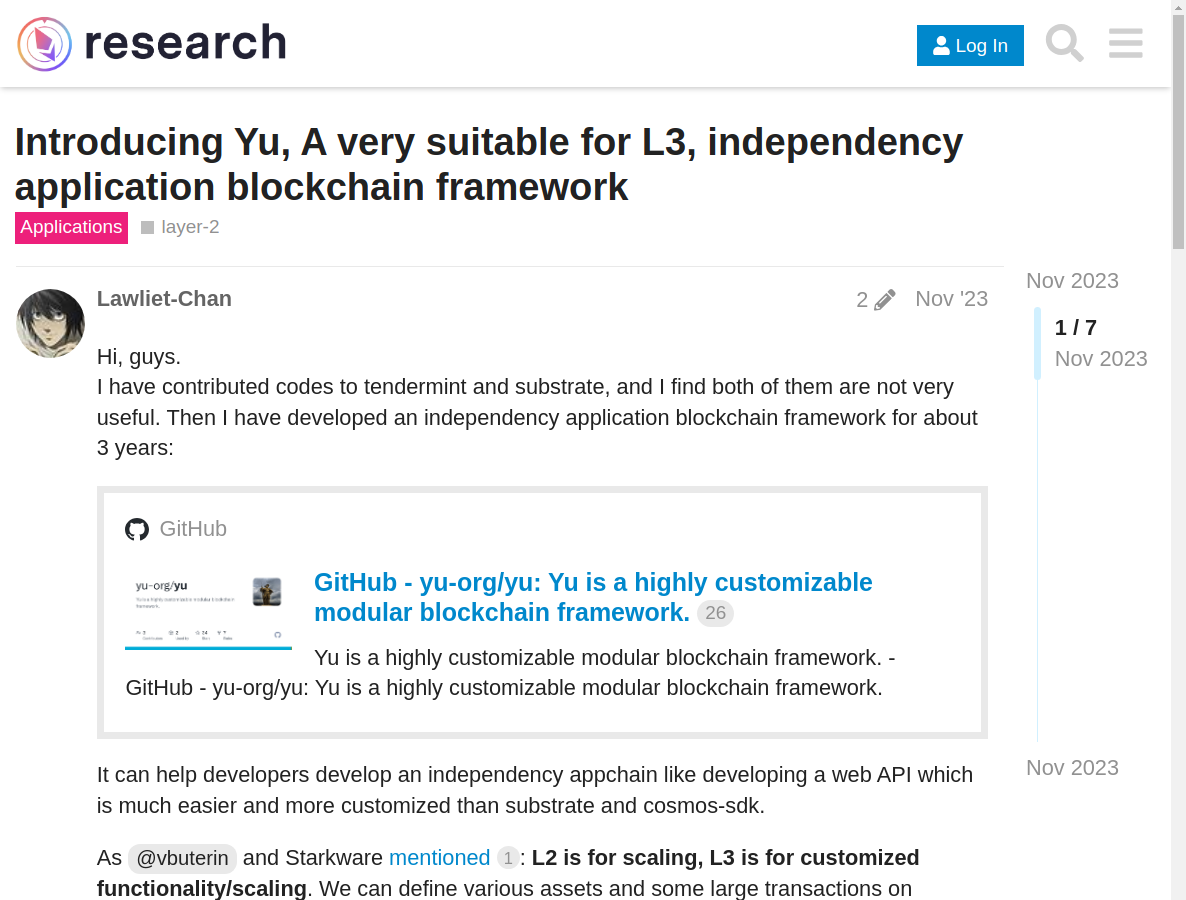 research
Log In
Introducing Yu, A very suitable for L3, independency
application blockchain framework
Applications
layer-2
Lawliet-Chan
2
Nov '23
Nov 2023
1 / 7
Nov 2023
Hi, guys.
I have contributed codes to tendermint and substrate, and I find both of them are not very
useful. Then I have developed an independency application blockchain framework for about
3 years:
GitHub
yu-org/yu
GitHub - yu-org/yu: Yu is a highly customizable
modular blockchain framework. 26
Yu is a highly customizable modular blockchain framework. -
GitHub - yu-org/yu: Yu is a highly customizable modular blockchain framework.
It can help developers develop an independency appchain like developing a web API which
is much easier and more customized than substrate and cosmos-sdk.
Nov 2023
As @vbuterin and Starkware mentioned 1 : L2 is for scaling, L3 is for customized
functionality/scaling. We can define various assets and some large transactions on